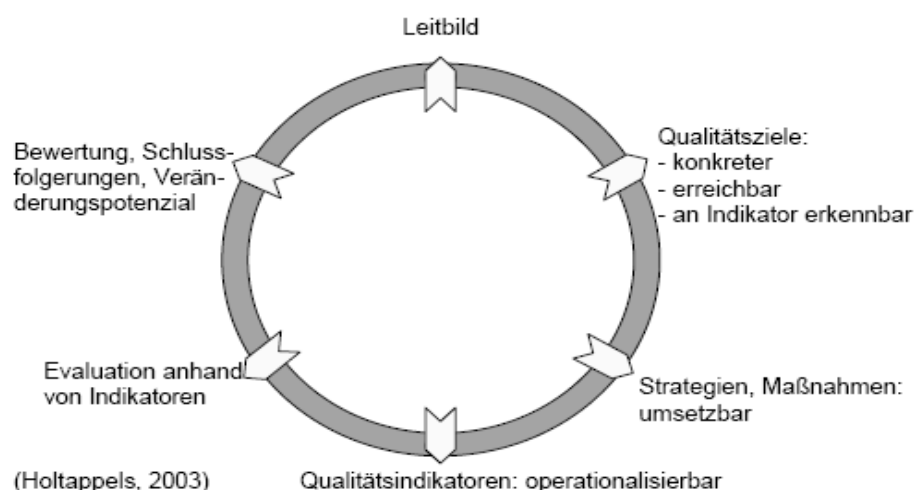 Leitbild
Qualitätsziele:
- konkreter
- erreichbar
- an Indikator erkennbar
Strategien, Maßnahmen:
umsetzbar
Qualitätsindikatoren: operationalisierbar
Evaluation anhand
von Indikatoren
Bewertung, Schluss-
folgerungen, Verän-
derungspotenzial
(Holtappels, 2003)